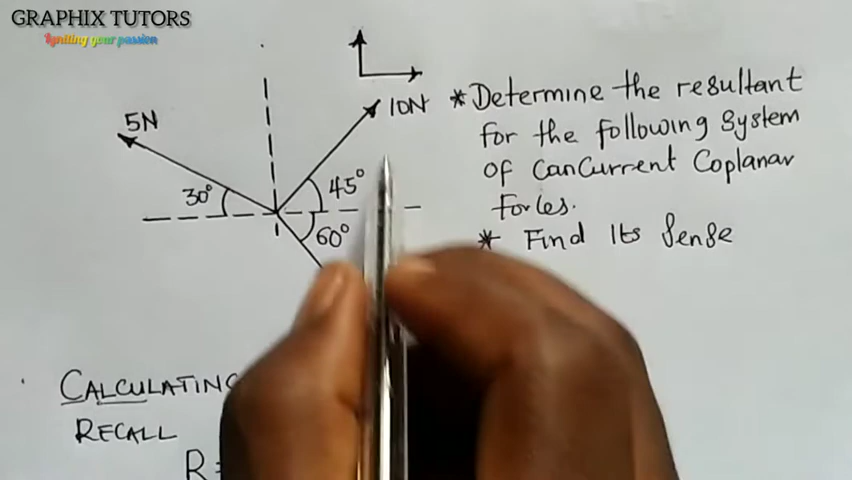 GRAPHIX TUTORS
Igniting your passion
5N
10N
30°
45°
60°
*Determine the resultant
for the following System
of Concurrent Coplanar
forces.
* Find Its Sense
CALCULATING
RECALL
R=